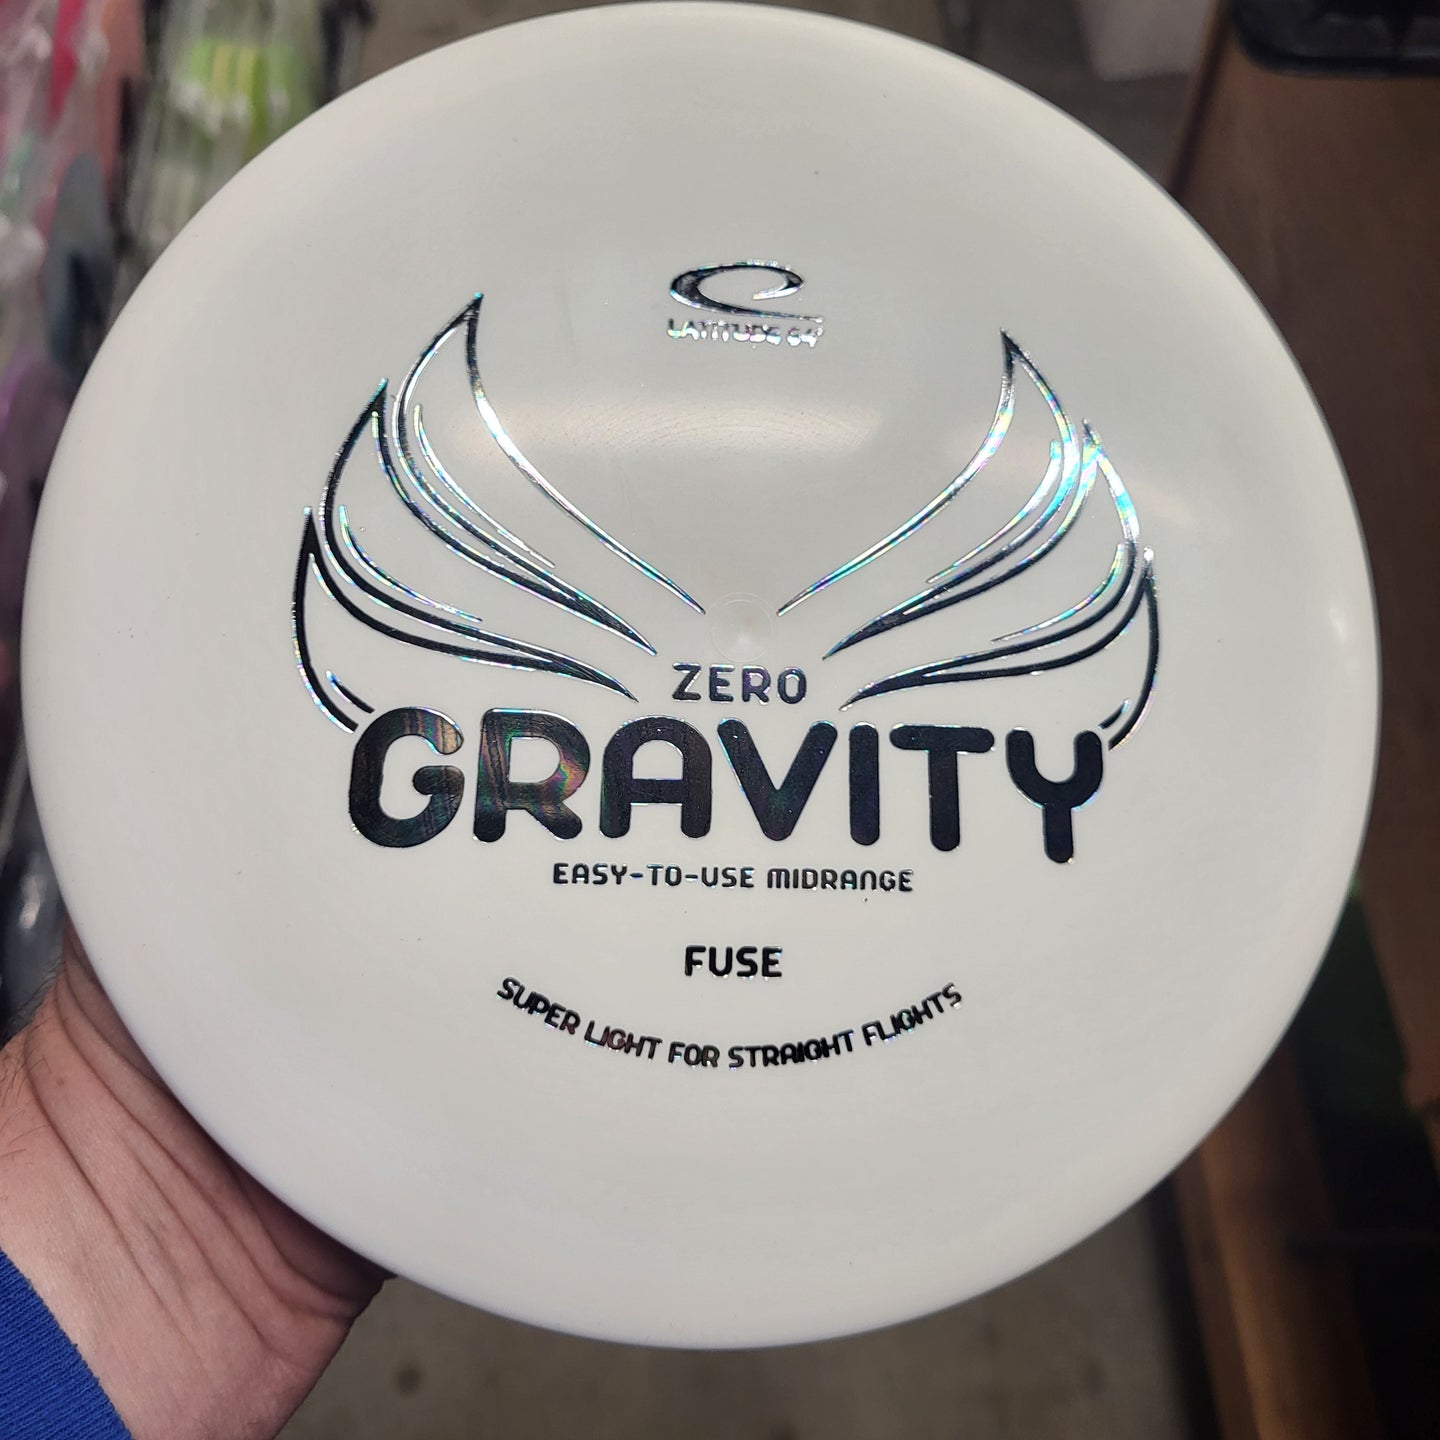 LATITUDE 64°
ZERO
GRAVITY
EASY-TO-USE MIDRANGE
FUSE
SUPER LIGHT FOR STRAIGHT FLIGHTS